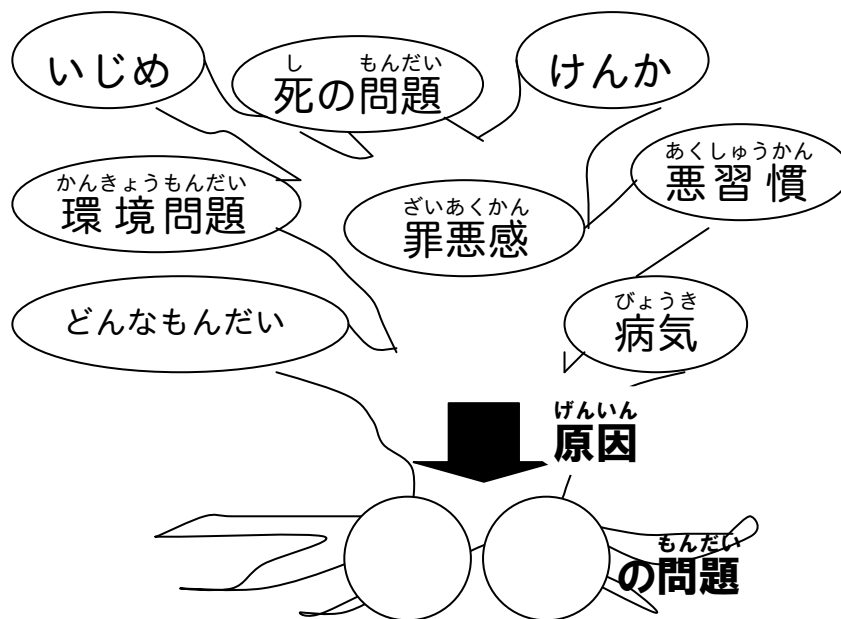 いじめ
し もんだい
死の問題
けんか
あくしゅうかん
悪習慣
かんきょうもんだい
環境問題
ざいあくかん
罪悪感
どんなもんだい
びょうき
病気
げんいん
原因
もんだい
の問題